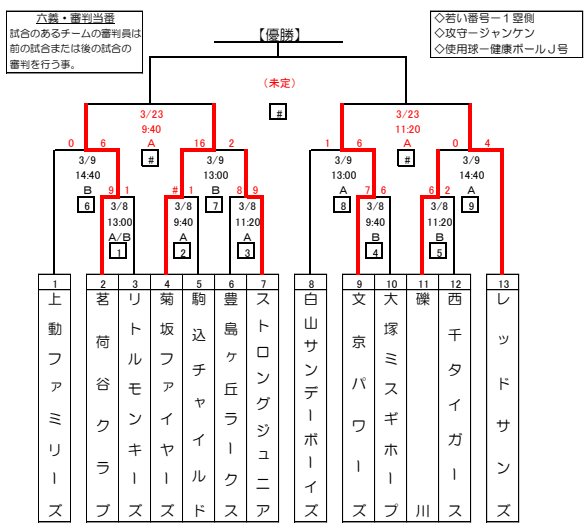 六義・審判当番
試合のあるチームの審判員は
前の試合または後の試合の
審判を行う事。
【優勝】
◇若い番号－1塁側
◇攻守－ジャンケン
◇使用球－健康ボールJ号
（未定）
#
3/23
9:40
A
#
3/23
11:20
A
#
0 6
3/9
14:40
B
6
16 2
3/9
13:00
B
7
1 6
3/9
13:00
A
8
0 4
3/9
14:40
A
9
9 1
3/8
13:00
A/B
1
# 1
3/8
9:40
A
2
8 9
3/8
11:20
A
3
7 6
3/8
9:40
B
4
6 2
3/8
11:20
B
5
1 2 3 4 5 6 7 8 9 10 11 12 13
上動ファミリーズ
茗荷谷クラブ
リトルモンキーズ
菊坂ファイヤーズ
駒込チャイルド
豊島ヶ丘ラークス
ストロングジュニア
白山サンデーボーイズ
文京パワーズ
大塚ミスギホープ
礫川
西千タイガース
レッドサンズ